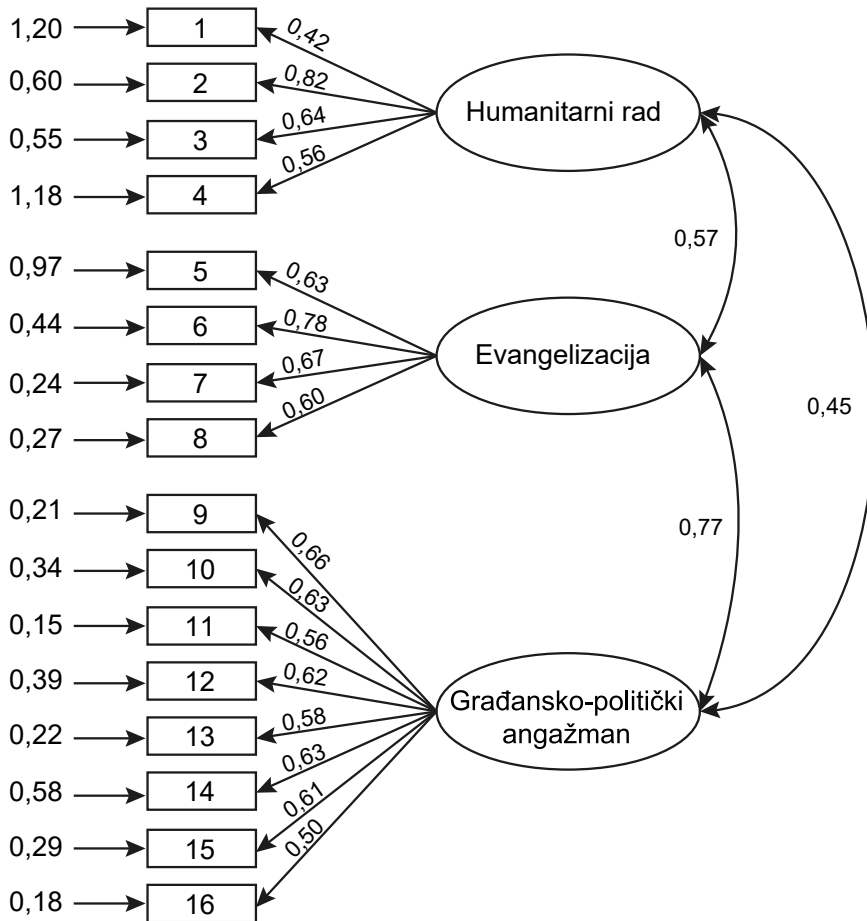 1,20 1 0,42
0,60 2 0,82
0,55 3 0,64
1,18 4 0,56
Humanitarni rad
0,57
0,97 5 0,63
0,44 6 0,78
0,24 7 0,67
0,27 8 0,60
Evangelizacija
0,45
0,77
0,21 9 0,66
0,34 10 0,63
0,15 11 0,56
0,39 12 0,62
0,22 13 0,58
0,58 14 0,63
0,29 15 0,61
0,18 16 0,50
Građansko-politički
angažman